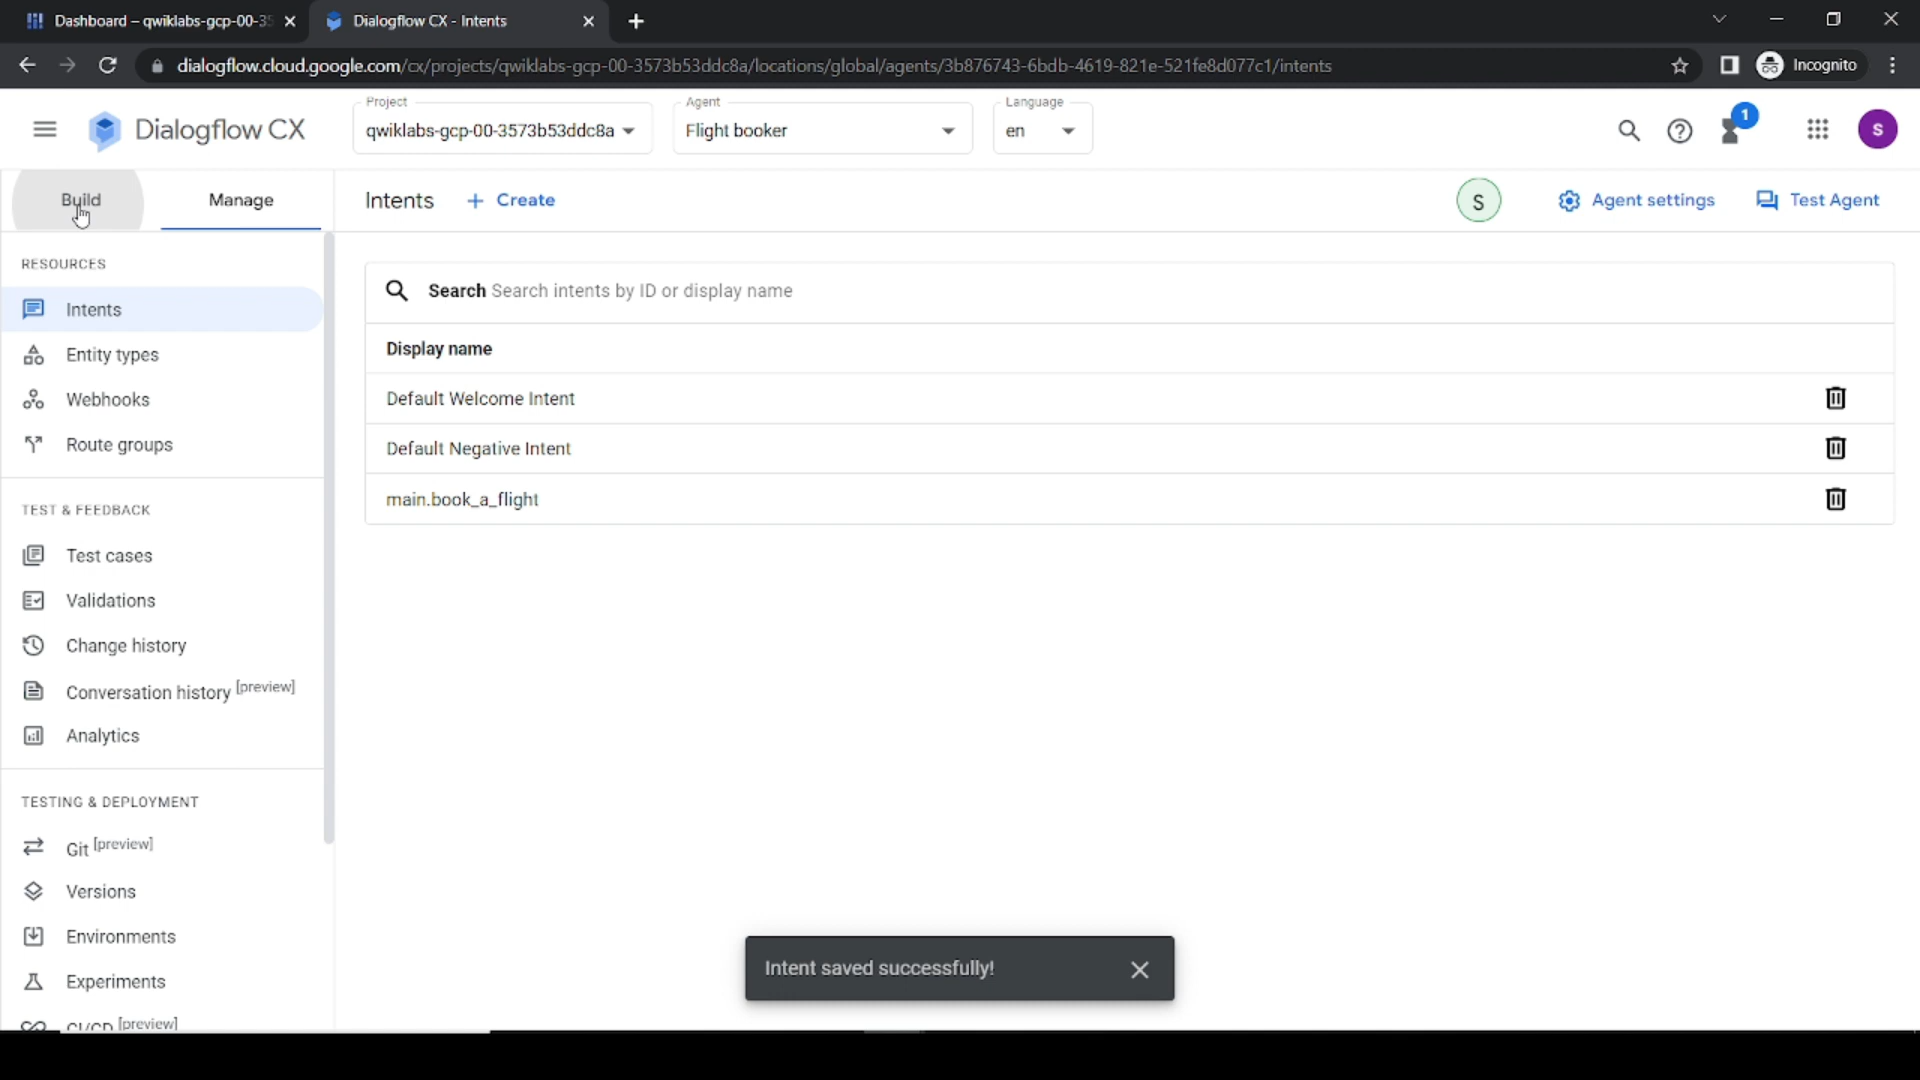 Dashboard – qwiklabs-gcp-00-35
Dialogflow CX - Intents
dialogflow.cloud.google.com/cx/projects/qwiklabs-gcp-00-3573b53ddc8a/locations/global/agents/3b876743-6bdb-4619-821e-521fe8d077c1/intents
Incognito
Dialogflow CX
Project
qwiklabs-gcp-00-3573b53ddc8a
Agent
Flight booker
Language
en
1
S
Build
Manage
Intents
+ Create
S
Agent settings
Test Agent
RESOURCES
Intents
Entity types
Webhooks
Route groups
TEST & FEEDBACK
Test cases
Validations
Change history
Conversation history [preview]
Analytics
TESTING & DEPLOYMENT
Git [preview]
Versions
Environments
Experiments
CI/CD [preview]
Search Search intents by ID or display name
Display name
Default Welcome Intent
Default Negative Intent
main.book_a_flight
Intent saved successfully!